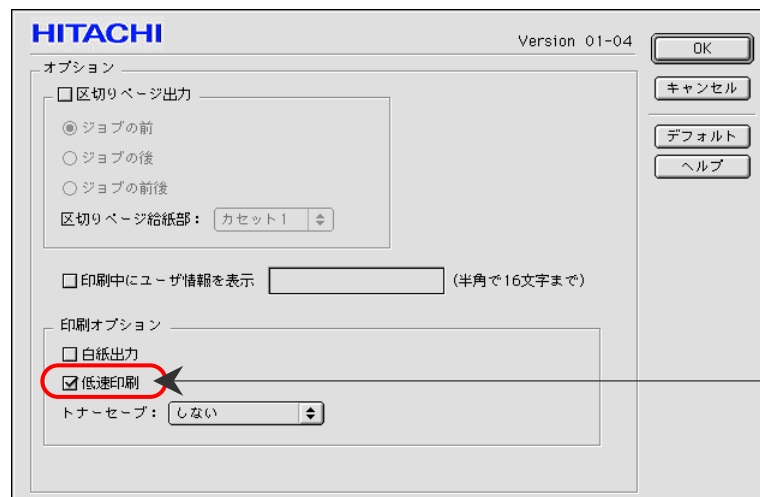 HITACHI
Version 01-04
OK
キャンセル
デフォルト
ヘルプ
オプション
区切りページ出力
ジョブの前
ジョブの後
ジョブの前後
区切りページ給紙部： カセット1
印刷中にユーザ情報を表示 (半角で16文字まで)
印刷オプション
白紙出力
低速印刷
トナーセーブ： しない